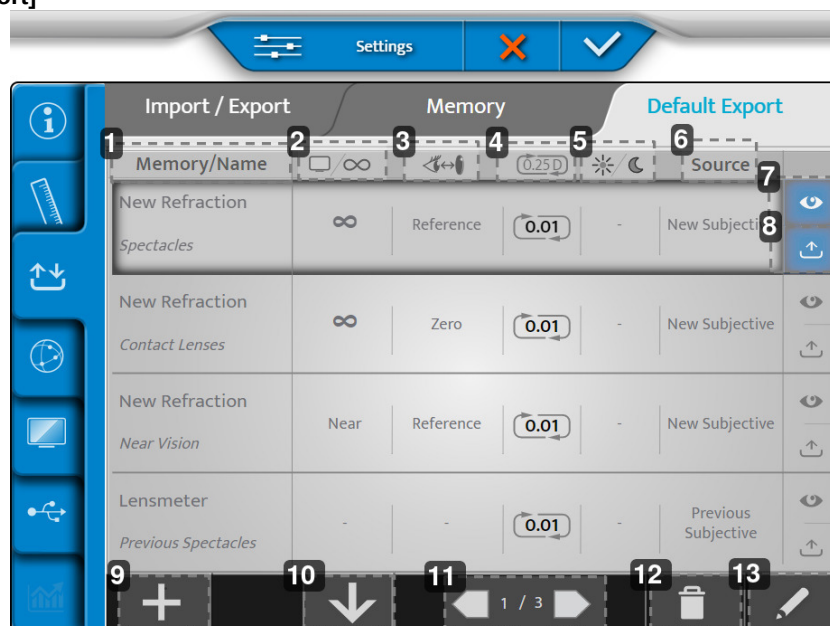 ort]
Settings
Import / Export Memory Default Export
1 2 3 4 5 6
Memory/Name 0.25 D Source
7
New Refraction
Spectacles
Reference 0.01 - New Subjecti
8
New Refraction
Contact Lenses
Zero 0.01 - New Subjective
New Refraction
Near Vision
Near Reference 0.01 - New Subjective
Lensmeter
Previous Spectacles
- - 0.01 - Previous
Subjective
9 10 11 12 13
1 / 3